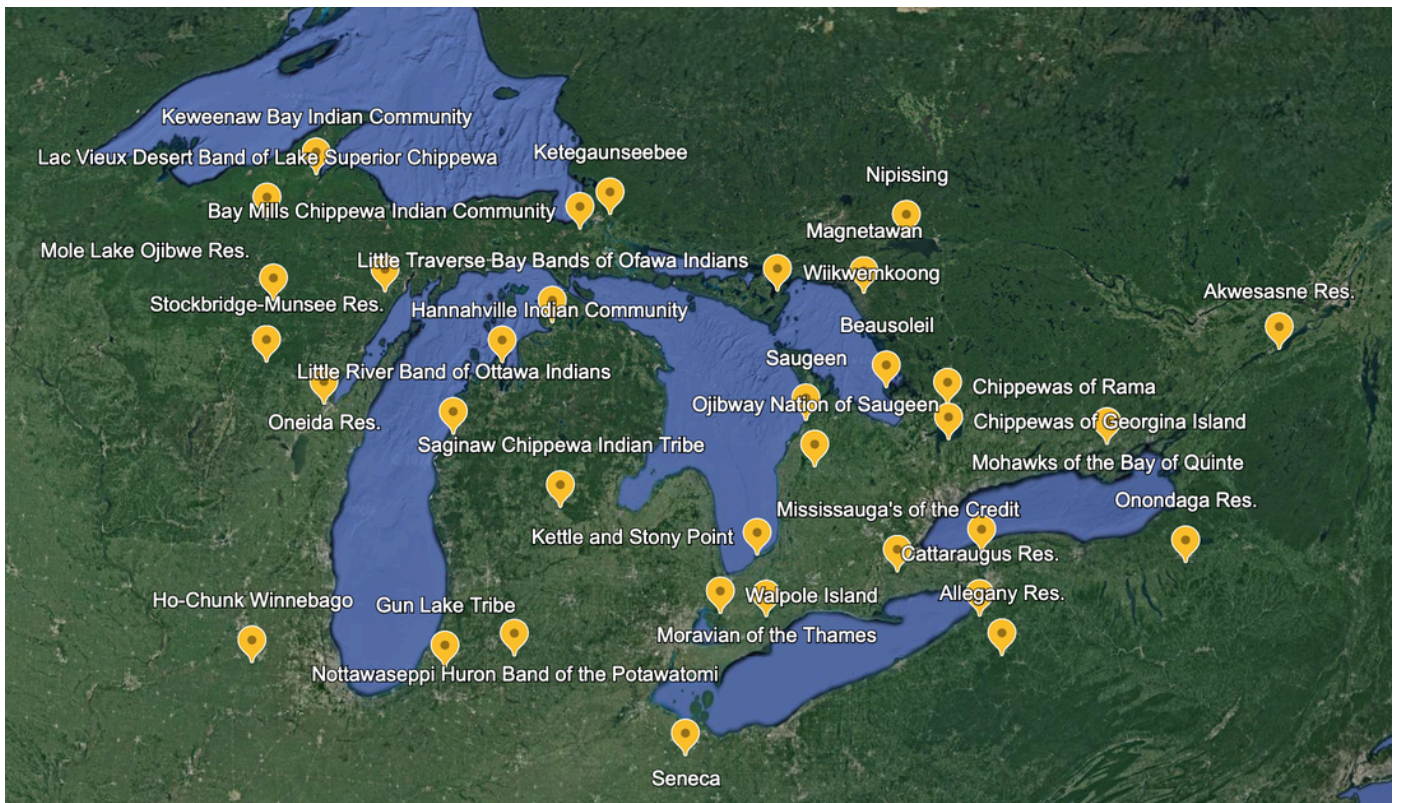 Keweenaw Bay Indian Community
Ketegaunseebee
Lac Vieux Desert Band of Lake Superior Chippewa
Nipissing
Bay Mills Chippewa Indian Community
Magnetawan
Mole Lake Ojibwe Res.
Little Traverse Bay Bands of Ofawa Indians
Wiikwemkoong
Akwesasne Res.
Stockbridge-Munsee Res.
Hannahville Indian Community
Beausoleil
Saugeen
Little River Band of Ottawa Indians
Chippewas of Rama
Ojibway Nation of Saugeen
Oneida Res.
Chippewas of Georgina Island
Saginaw Chippewa Indian Tribe
Mohawks of the Bay of Quinte
Onondaga Res.
Mississauga's of the Credit
Kettle and Stony Point
Cattaraugus Res.
Ho-Chunk Winnebago
Gun Lake Tribe
Walpole Island
Allegany Res.
Moravian of the Thames
Nottawaseppi Huron Band of the Potawatomi
Seneca